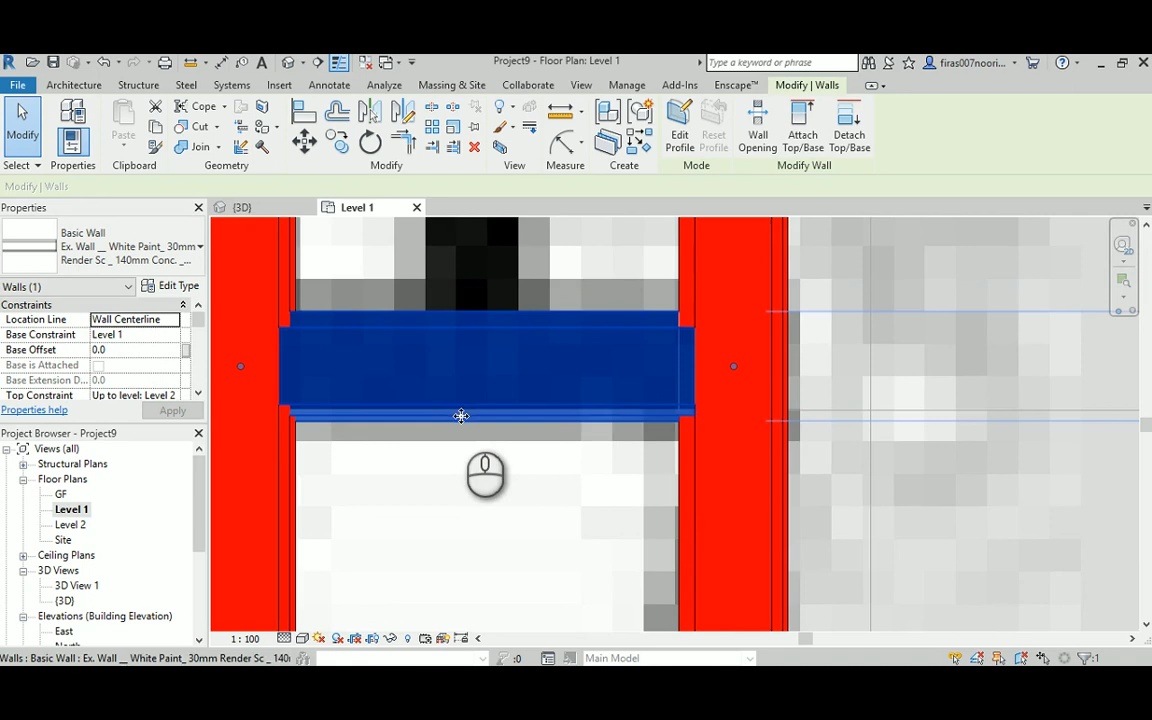 Project9 - Floor Plan: Level 1
Type a keyword or phrase
firas007noori...
File Architecture Structure Steel Systems Insert Annotate Analyze Massing & Site Collaborate View Manage Add-Ins Enscape™ Modify | Walls
Modify
Paste
Cope
Cut
Join
Edit Profile
Reset Profile
Wall Opening
Attach Top/Base
Detach Top/Base
Select Properties Clipboard Geometry Modify View Measure Create Mode Modify Wall
Modify | Walls
Properties
{3D}
Level 1
Basic Wall
Ex. Wall __ White Paint_ 30mm
Render Sc _ 140mm Conc. _...
Walls (1)
Edit Type
Constraints
Location Line Wall Centerline
Base Constraint Level 1
Base Offset 0.0
Base is Attached
Base Extension D... 0.0
Top Constraint Up to level: Level 2
Properties help
Apply
Project Browser - Project9
Views (all)
Structural Plans
Floor Plans
GF
Level 1
Level 2
Site
Ceiling Plans
3D Views
3D View 1
{3D}
Elevations (Building Elevation)
East
1 : 100
Walls : Basic Wall : Ex. Wall __ White Paint_ 30mm Render Sc _ 140
:0
Main Model
:1